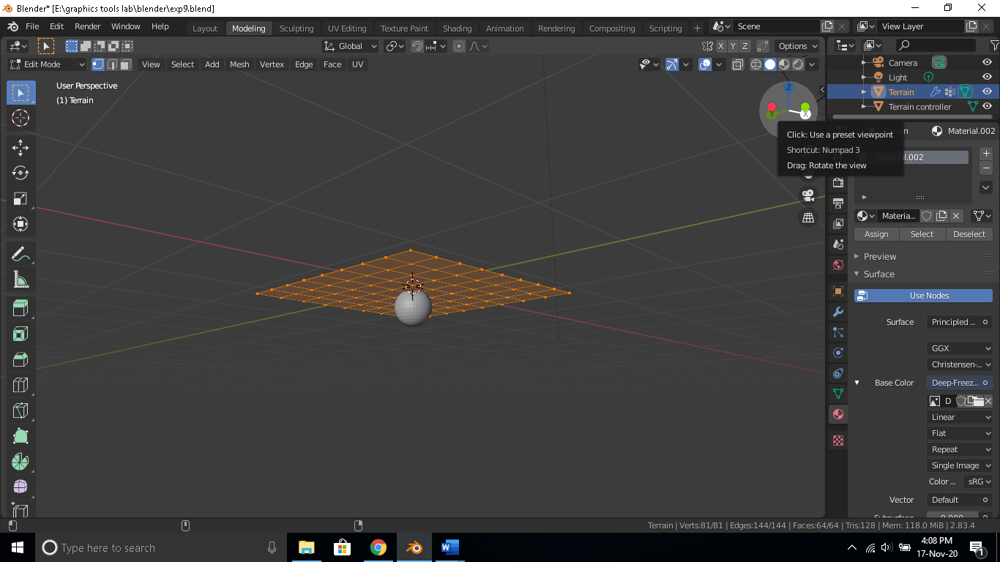 Blender* [E:\graphics tools lab\blender\exp9.blend]
File Edit Render Window Help Layout Modeling Sculpting UV Editing Texture Paint Shading Animation Rendering Compositing Scripting + Scene View Layer
Global X Y Z Options
Edit Mode View Select Add Mesh Vertex Edge Face UV
Camera
Light
Terrain
Terrain controller
User Perspective
(1) Terrain
Z
Y X
Click: Use a preset viewpoint
Shortcut: Numpad 3
Drag: Rotate the view
Material.002
.002
Materia...
Assign Select Deselect
Preview
Surface
Use Nodes
Surface Principled ...
GGX
Christensen-...
Base Color Deep-Freez...
D
Linear
Flat
Repeat
Single Image
Color ... sRG
Vector Default
Subsurface 0.000
Terrain | Verts:81/81 | Edges:144/144 | Faces:64/64 | Tris:128 | Mem: 118.0 MiB | 2.83.4
Type here to search
4:08 PM
17-Nov-20
1